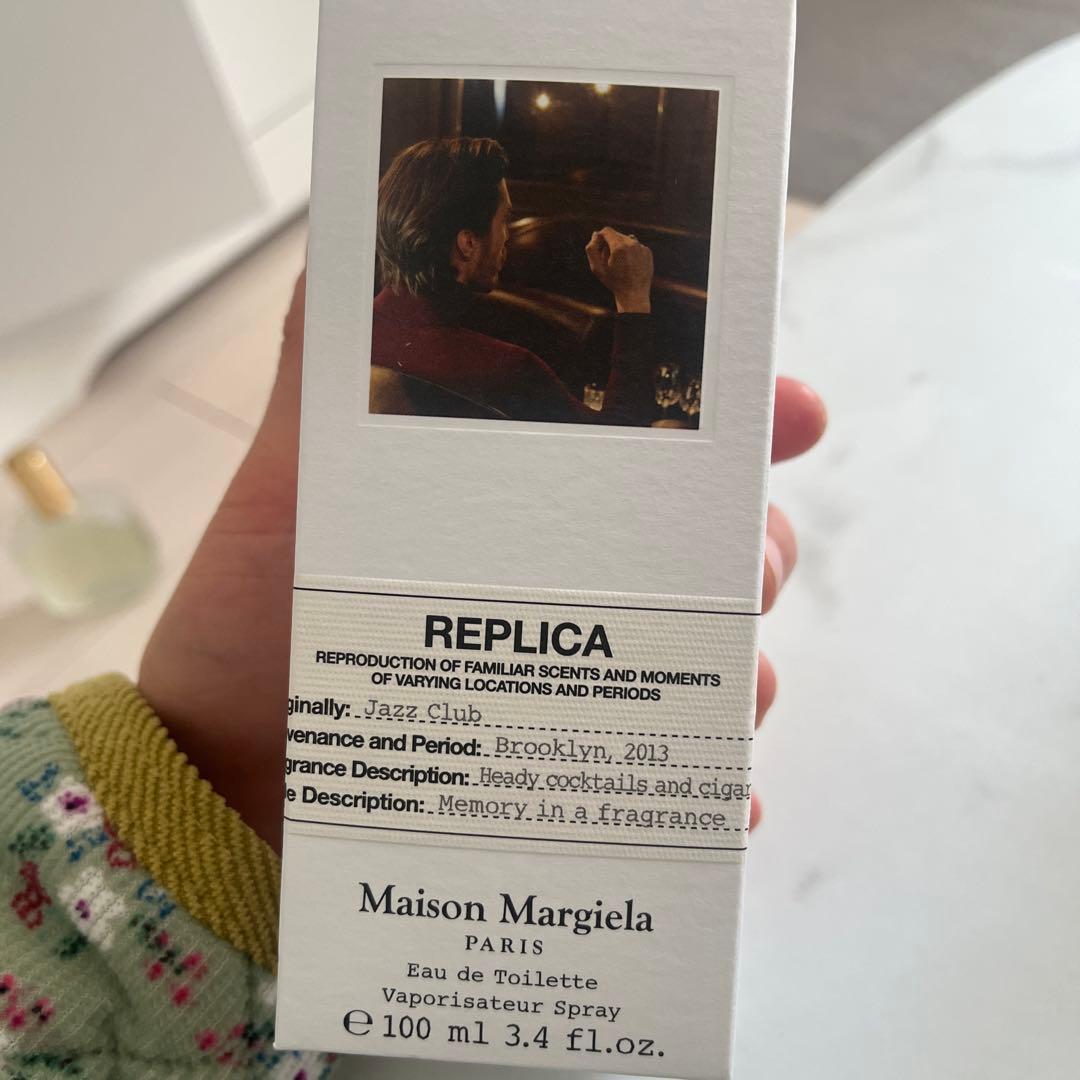 REPLICA
REPRODUCTION OF FAMILIAR SCENTS AND MOMENTS
OF VARYING LOCATIONS AND PERIODS
ginally: Jazz Club
venance and Period: Brooklyn, 2013
grance Description: Heady cocktails and cigar
e Description: Memory in a fragrance
Maison Margiela
PARIS
Eau de Toilette
Vaporisateur Spray
℮ 100 ml 3.4 fl.oz.